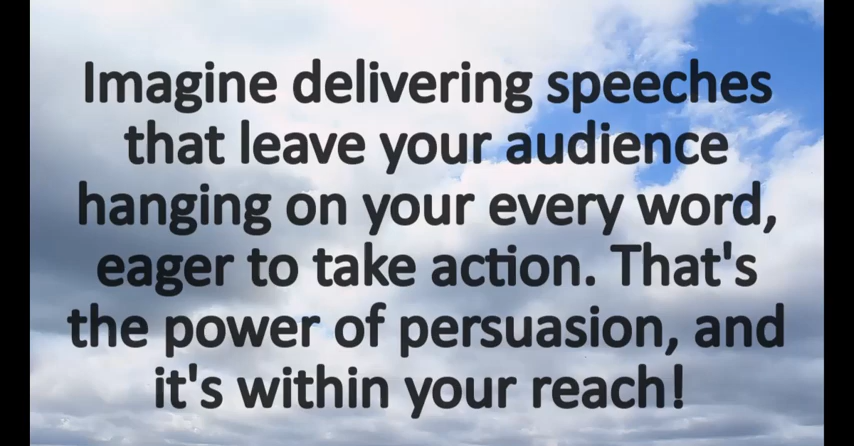 Imagine delivering speeches
that leave your audience
hanging on your every word,
eager to take action. That's
the power of persuasion, and
it's within your reach!